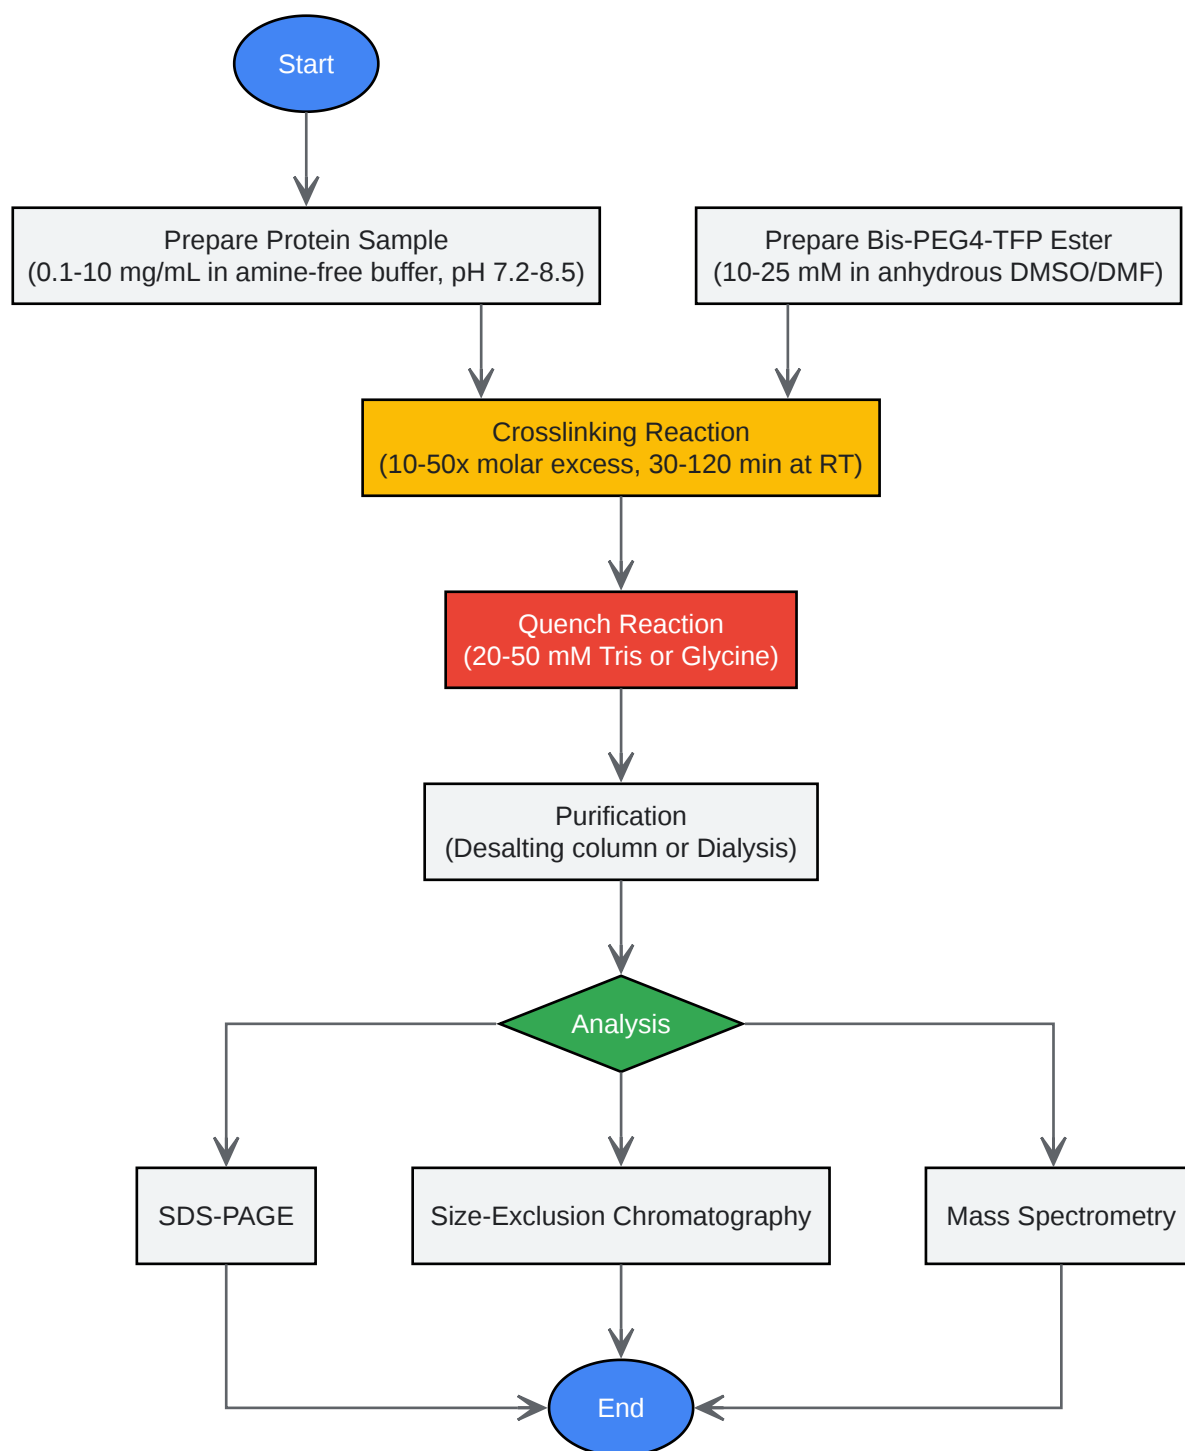 Start
Prepare Protein Sample
(0.1-10 mg/mL in amine-free buffer, pH 7.2-8.5)
Prepare Bis-PEG4-TFP Ester
(10-25 mM in anhydrous DMSO/DMF)
Crosslinking Reaction
(10-50x molar excess, 30-120 min at RT)
Quench Reaction
(20-50 mM Tris or Glycine)
Purification
(Desalting column or Dialysis)
Analysis
SDS-PAGE
Size-Exclusion Chromatography
Mass Spectrometry
End